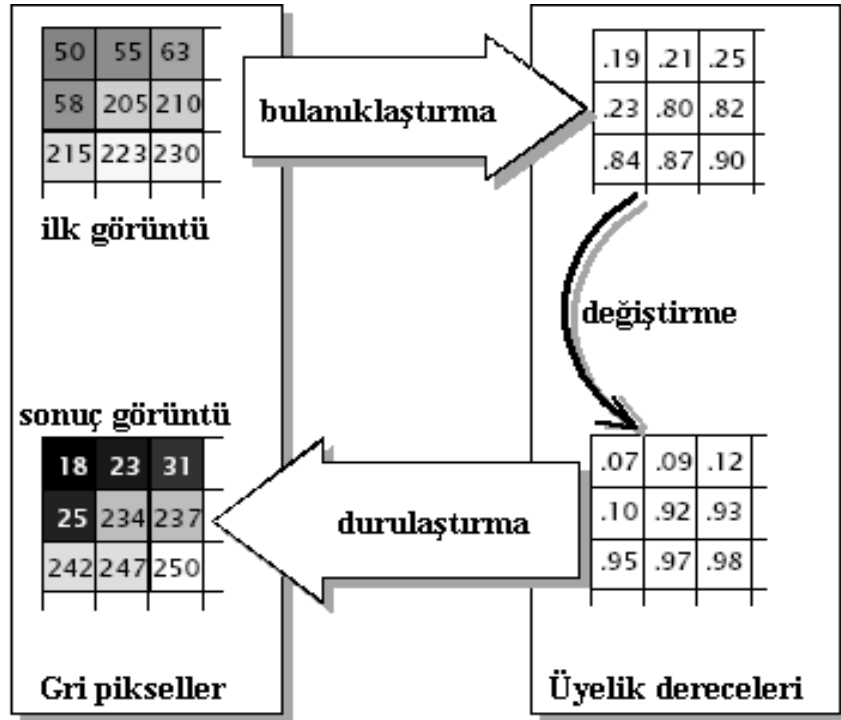 50 55 63
58 205 210
215 223 230
ilk görüntü
bulanıklaştırma
.19 .21 .25
.23 .80 .82
.84 .87 .90
değiştirme
.07 .09 .12
.10 .92 .93
.95 .97 .98
durulaştırma
sonuç görüntü
18 23 31
25 234 237
242 247 250
Gri pikseller
Üyelik dereceleri